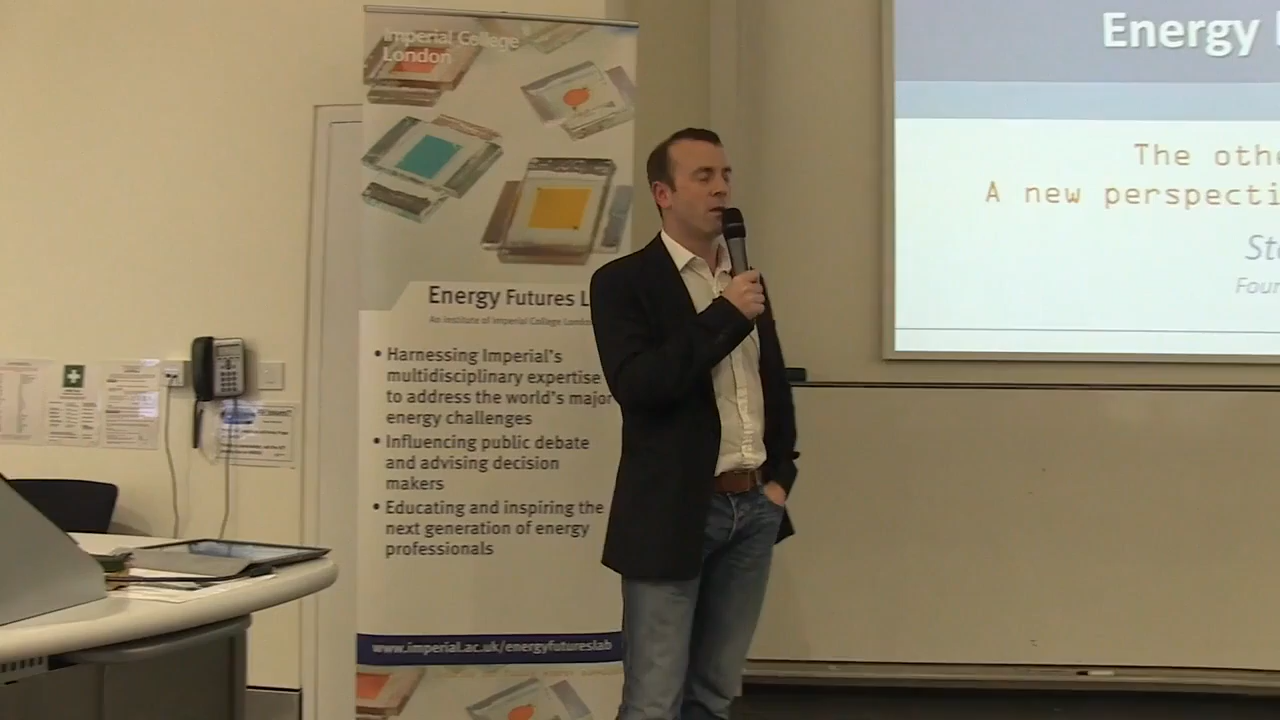 Imperial College
London
Energy Futures L
An institute of Imperial College London
• Harnessing Imperial's
multidisciplinary expertise
to address the world's major
energy challenges
• Influencing public debate
and advising decision
makers
• Educating and inspiring the
next generation of energy
professionals
www.imperial.ac.uk/energyfutureslab
Energy
The othe
A new perspecti
Ste
Foun